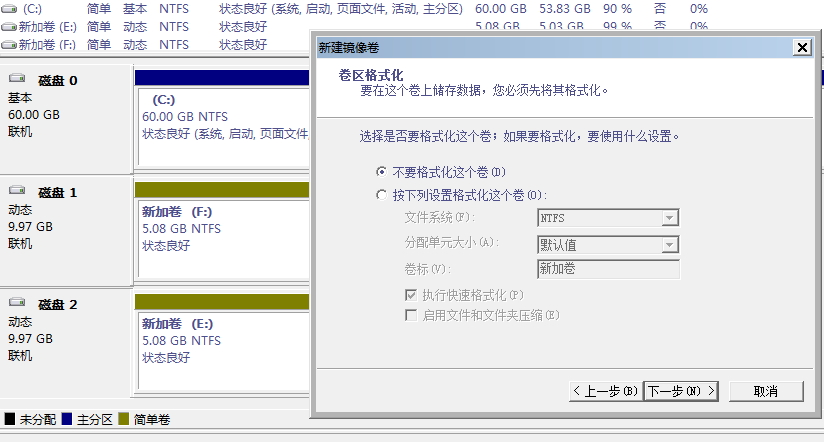 (C:) 简单 基本 NTFS 状态良好 (系统, 启动, 页面文件, 活动, 主分区) 60.00 GB 53.83 GB 90 % 否 0%
新加卷 (E:) 简单 动态 NTFS 状态良好 5.08 GB 5.03 GB 99 % 否 0%
新加卷 (F:) 简单 动态 NTFS 状态良好
新建镜像卷
卷区格式化
要在这个卷上储存数据，您必须先将其格式化。
选择是否要格式化这个卷；如果要格式化，要使用什么设置。
不要格式化这个卷(D)
按下列设置格式化这个卷(O):
文件系统(F): NTFS
分配单元大小(A): 默认值
卷标(V): 新加卷
执行快速格式化(P)
启用文件和文件夹压缩(E)
< 上一步(B) 下一步(N) > 取消
磁盘 0
基本
60.00 GB
联机
(C:)
60.00 GB NTFS
状态良好 (系统, 启动, 页面文件,
磁盘 1
动态
9.97 GB
联机
新加卷 (F:)
5.08 GB NTFS
状态良好
磁盘 2
动态
9.97 GB
联机
新加卷 (E:)
5.08 GB NTFS
状态良好
未分配 主分区 简单卷